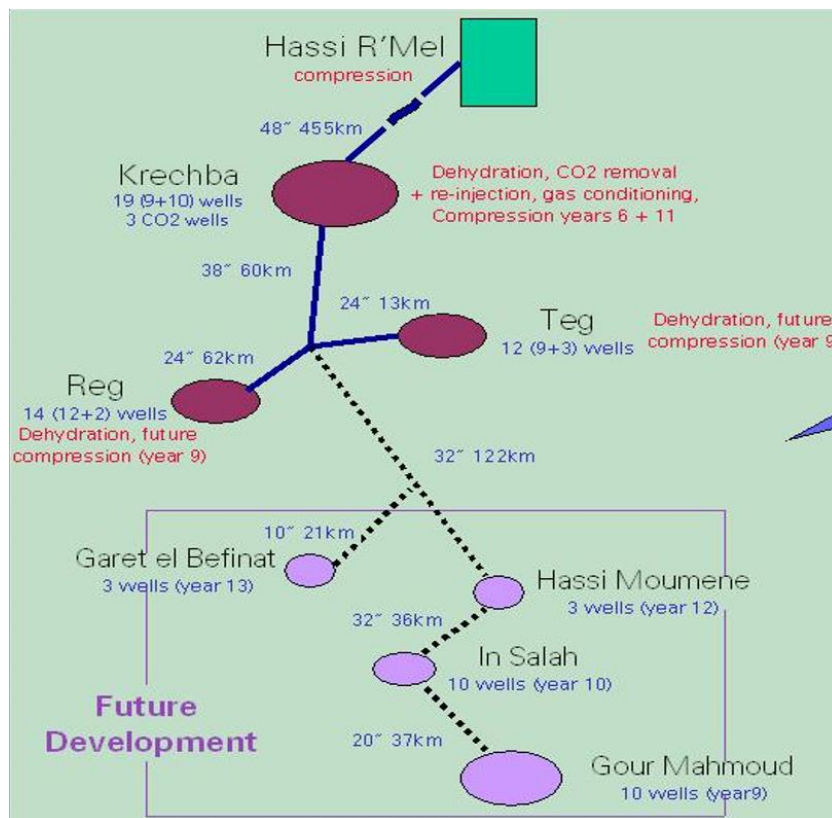 Hassi R'Mel
compression
48″ 455km
Krechba
19 (9+10) wells
3 CO2 wells
Dehydration, CO2 removal
+ re-injection, gas conditioning,
Compression years 6 + 11
38″ 60km
24″ 13km
Teg
12 (9+3) wells
Dehydration, future
compression (year 9
24″ 62km
Reg
14 (12+2) wells
Dehydration, future
compression (year 9)
32″ 122km
10″ 21km
Garet el Befinat
3 wells (year 13)
Hassi Moumene
3 wells (year 12)
32″ 36km
In Salah
10 wells (year 10)
Future
Development
20″ 37km
Gour Mahmoud
10 wells (year9)